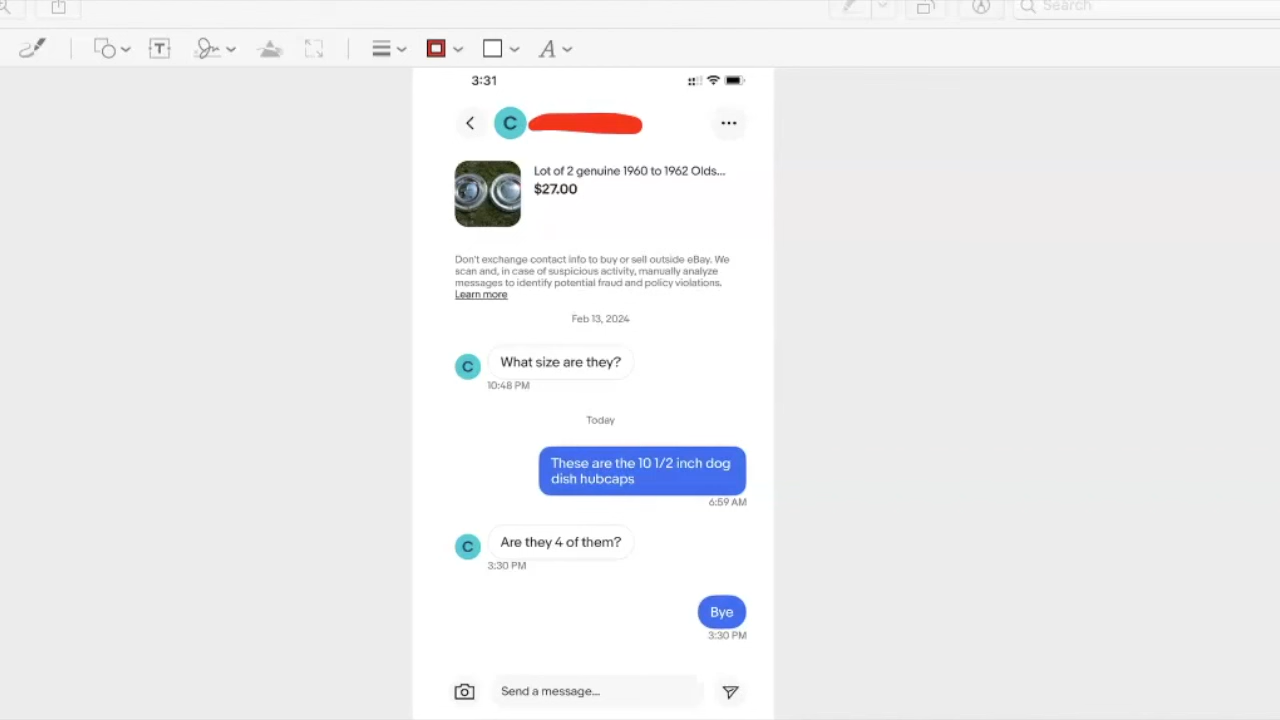 Search
T
A
3:31
C
Lot of 2 genuine 1960 to 1962 Olds...
$27.00
Don't exchange contact info to buy or sell outside eBay. We
scan and, in case of suspicious activity, manually analyze
messages to identify potential fraud and policy violations.
Learn more
Feb 13, 2024
C
What size are they?
10:48 PM
Today
These are the 10 1/2 inch dog
dish hubcaps
6:59 AM
C
Are they 4 of them?
3:30 PM
Bye
3:30 PM
Send a message...